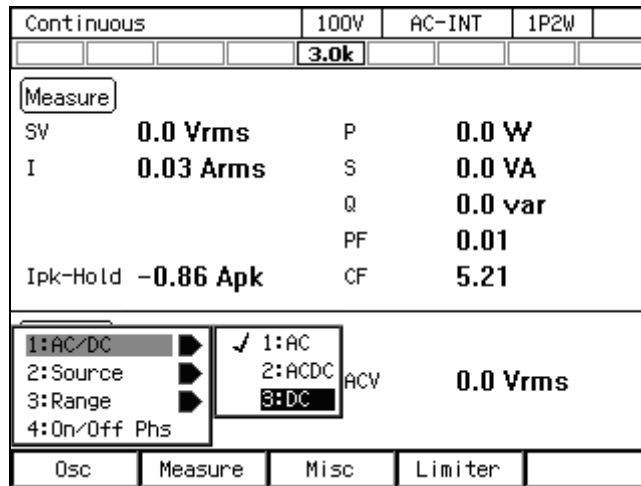 Continuous 100V AC-INT 1P2W
3.0k
Measure
SV 0.0 Vrms P 0.0 W
I 0.03 Arms S 0.0 VA
Q 0.0 var
PF 0.01
Ipk-Hold -0.86 Apk CF 5.21
1:AC/DC ✓ 1:AC
2:Source 2:ACDC ACV 0.0 Vrms
3:Range 3:DC
4:On/Off Phs
Osc Measure Misc Limiter